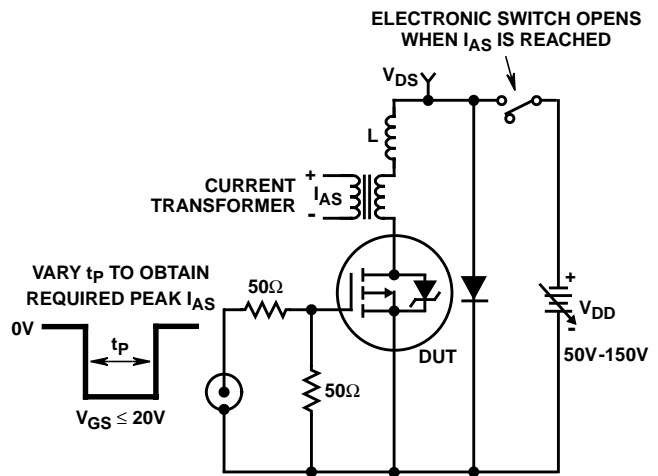 ELECTRONIC SWITCH OPENS
WHEN IAS IS REACHED
VDS
L
CURRENT
TRANSFORMER
+
IAS
-
VARY tP TO OBTAIN
REQUIRED PEAK IAS
50Ω
0V
tP
VGS ≤ 20V
50Ω
DUT
+
VDD
-
50V-150V